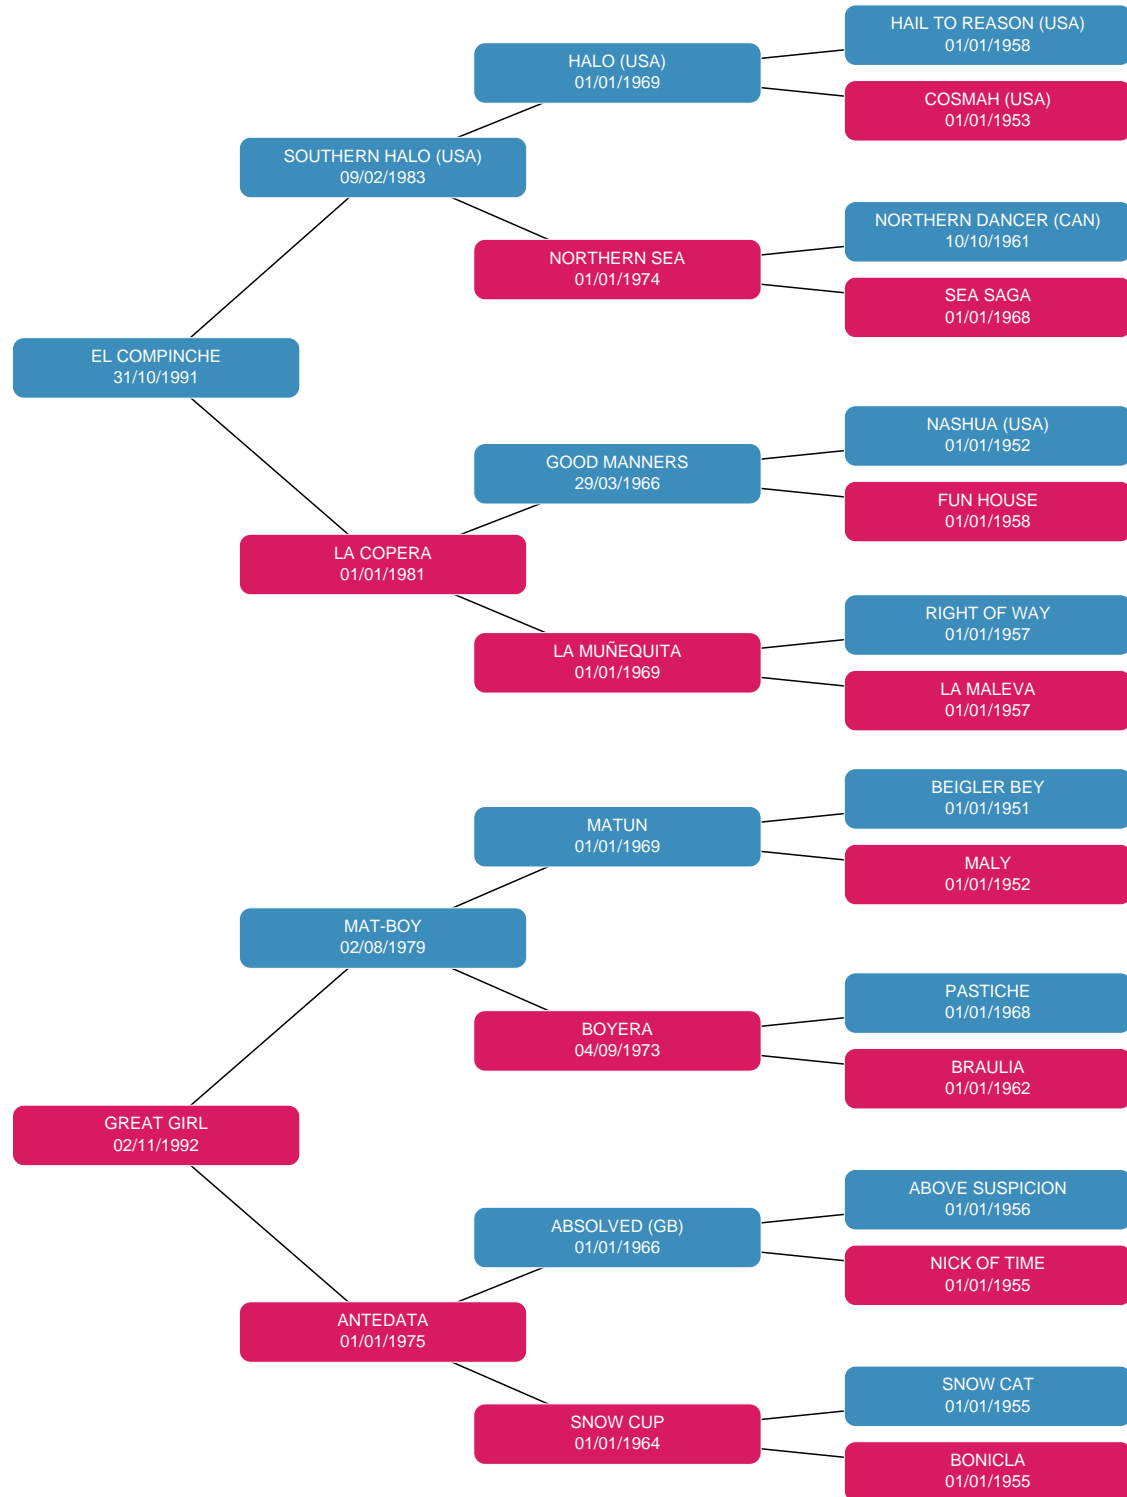 HAIL TO REASON (USA)
01/01/1958
HALO (USA)
01/01/1969
COSMAH (USA)
01/01/1953
SOUTHERN HALO (USA)
09/02/1983
NORTHERN DANCER (CAN)
10/10/1961
NORTHERN SEA
01/01/1974
SEA SAGA
01/01/1968
EL COMPINCHE
31/10/1991
NASHUA (USA)
01/01/1952
GOOD MANNERS
29/03/1966
FUN HOUSE
01/01/1958
LA COPERA
01/01/1981
RIGHT OF WAY
01/01/1957
LA MUÑEQUITA
01/01/1969
LA MALEVA
01/01/1957
BEIGLER BEY
01/01/1951
MATUN
01/01/1969
MALY
01/01/1952
MAT-BOY
02/08/1979
PASTICHE
01/01/1968
BOYERA
04/09/1973
BRAULIA
01/01/1962
GREAT GIRL
02/11/1992
ABOVE SUSPICION
01/01/1956
ABSOLVED (GB)
01/01/1966
NICK OF TIME
01/01/1955
ANTEDATA
01/01/1975
SNOW CAT
01/01/1955
SNOW CUP
01/01/1964
BONICLA
01/01/1955